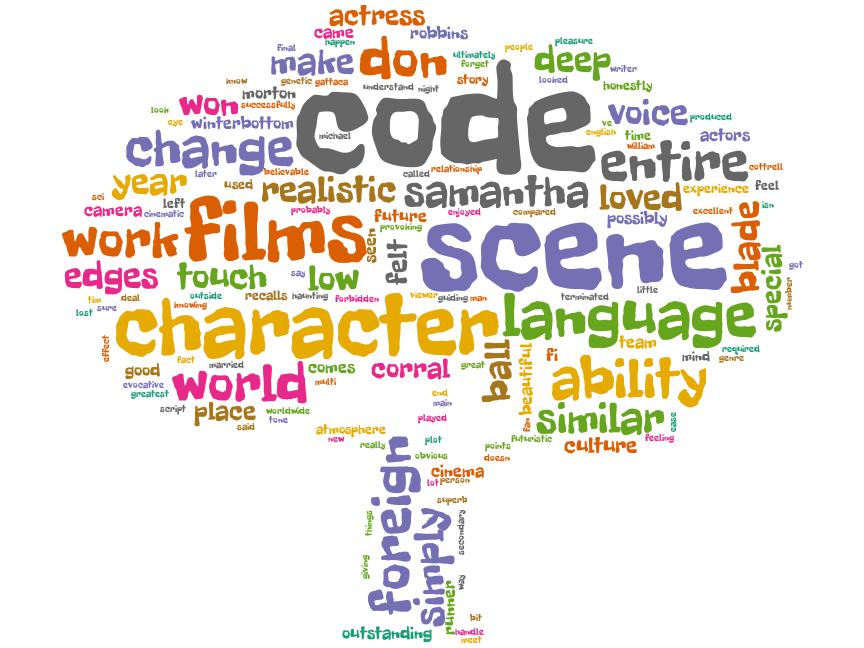 actress
came
happen
robbins
final
make
don
ultimately
forget
people
pleasure
deep
writer
know
genetic
gattaca
understand
night
story
looked
honestly
look
won
morton
successfully
code
eye
winterbottom
michael
ve
voice
produced
english
time
william
actors
change
later
believable
called
relationship
entire
cottrell
year
sci
used
realistic
samantha
loved
experience
feel
camera
left
cinematic
probably
future
enjoyed
compared
possibly
excellent
isn
work
films
seen
provoking
felt
scene
blade
special
got
number
edges
touch
say
low
little
tim
deal
outside
recalls
haunting
forbidden
viewer
guiding
man
terminated
lost
sure
knowing
character
language
effect
team
required
genre
mind
fact
married
good
comes
corral
great
ball
beautiful
fi
ability
evocative
greatest
world
multi
end
main
script
place
said
worldwide
tone
played
fan
similar
ease
atmosphere
new
really
plot
obvious
points
futuristic
doesn
culture
feeling
foreign
cinema
lot
person
superb
simply
secondary
things
giving
way
runner
bit
outstanding
handle
meet